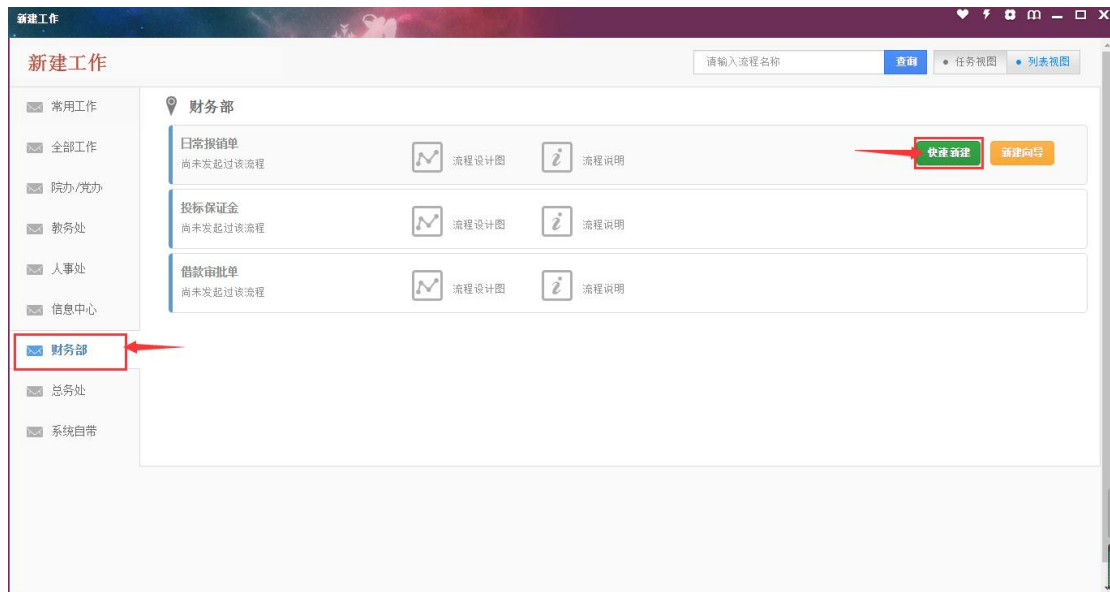 新建工作
新建工作
请输入流程名称 查询 ● 任务视图 ● 列表视图
常用工作
全部工作
院办/党办
教务处
人事处
信息中心
财务部
总务处
系统自带
财务部
日常报销单
尚未发起过该流程
流程设计图 流程说明 快速新建 新建向导
投标保证金
尚未发起过该流程
流程设计图 流程说明
借款审批单
尚未发起过该流程
流程设计图 流程说明